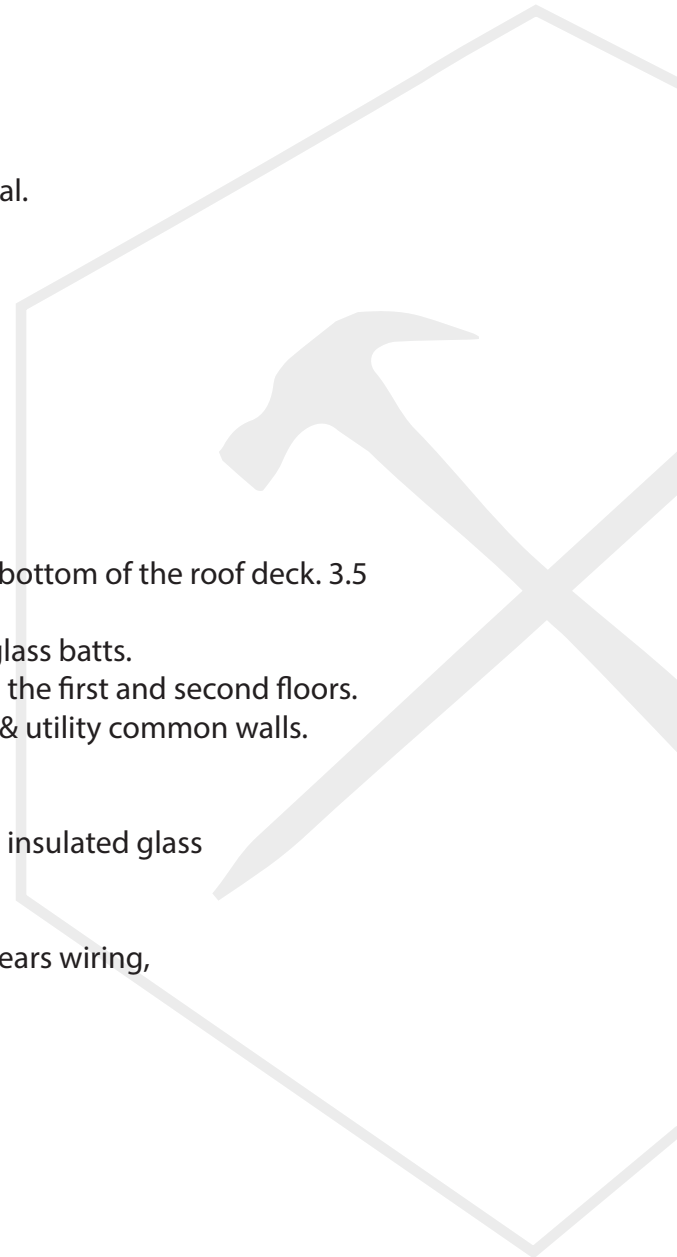 al.
bottom of the roof deck. 3.5
glass batts.
the first and second floors.
& utility common walls.
insulated glass
ears wiring,